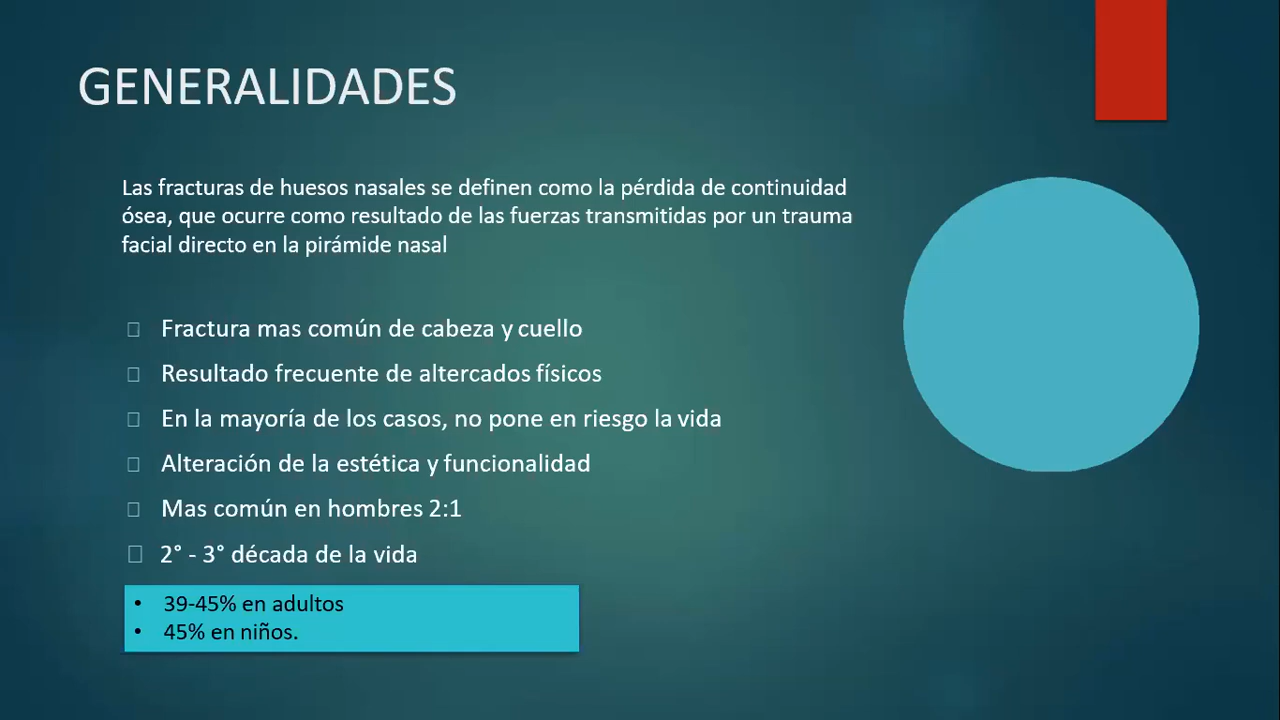 GENERALIDADES
Las fracturas de huesos nasales se definen como la pérdida de continuidad
ósea, que ocurre como resultado de las fuerzas transmitidas por un trauma
facial directo en la pirámide nasal
Fractura mas común de cabeza y cuello
Resultado frecuente de altercados físicos
En la mayoría de los casos, no pone en riesgo la vida
Alteración de la estética y funcionalidad
Mas común en hombres 2:1
2° - 3° década de la vida
• 39-45% en adultos
• 45% en niños.